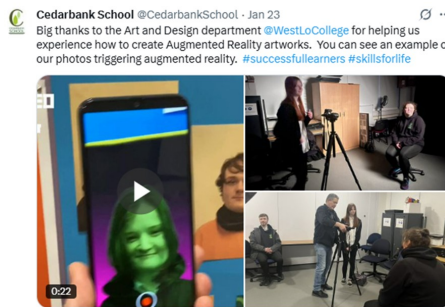 Cedarbank School @CedarbankSchool · Jan 23
Big thanks to the Art and Design department @WestLoCollege for helping us
experience how to create Augmented Reality artworks. You can see an example o
our photos triggering augmented reality. #successfullearners #skillsforlife
0:22